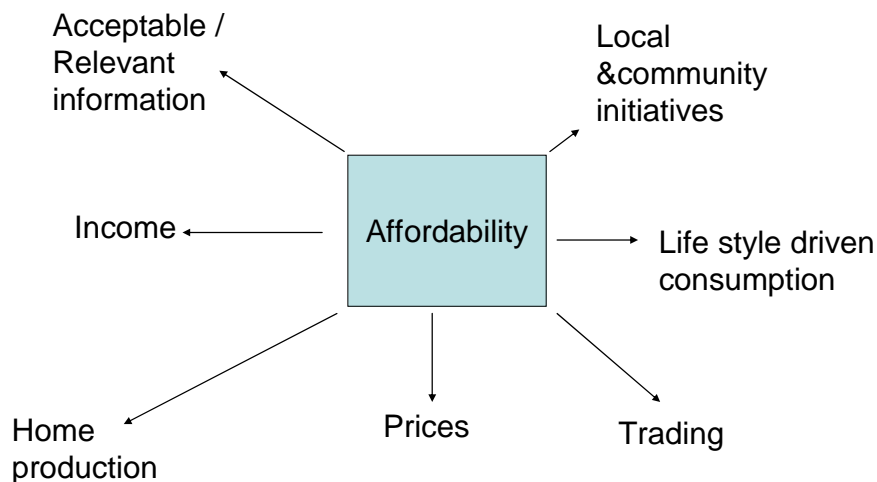 Acceptable /
Relevant
information
Local
&community
initiatives
Income
Affordability
Life style driven
consumption
Home
production
Prices
Trading